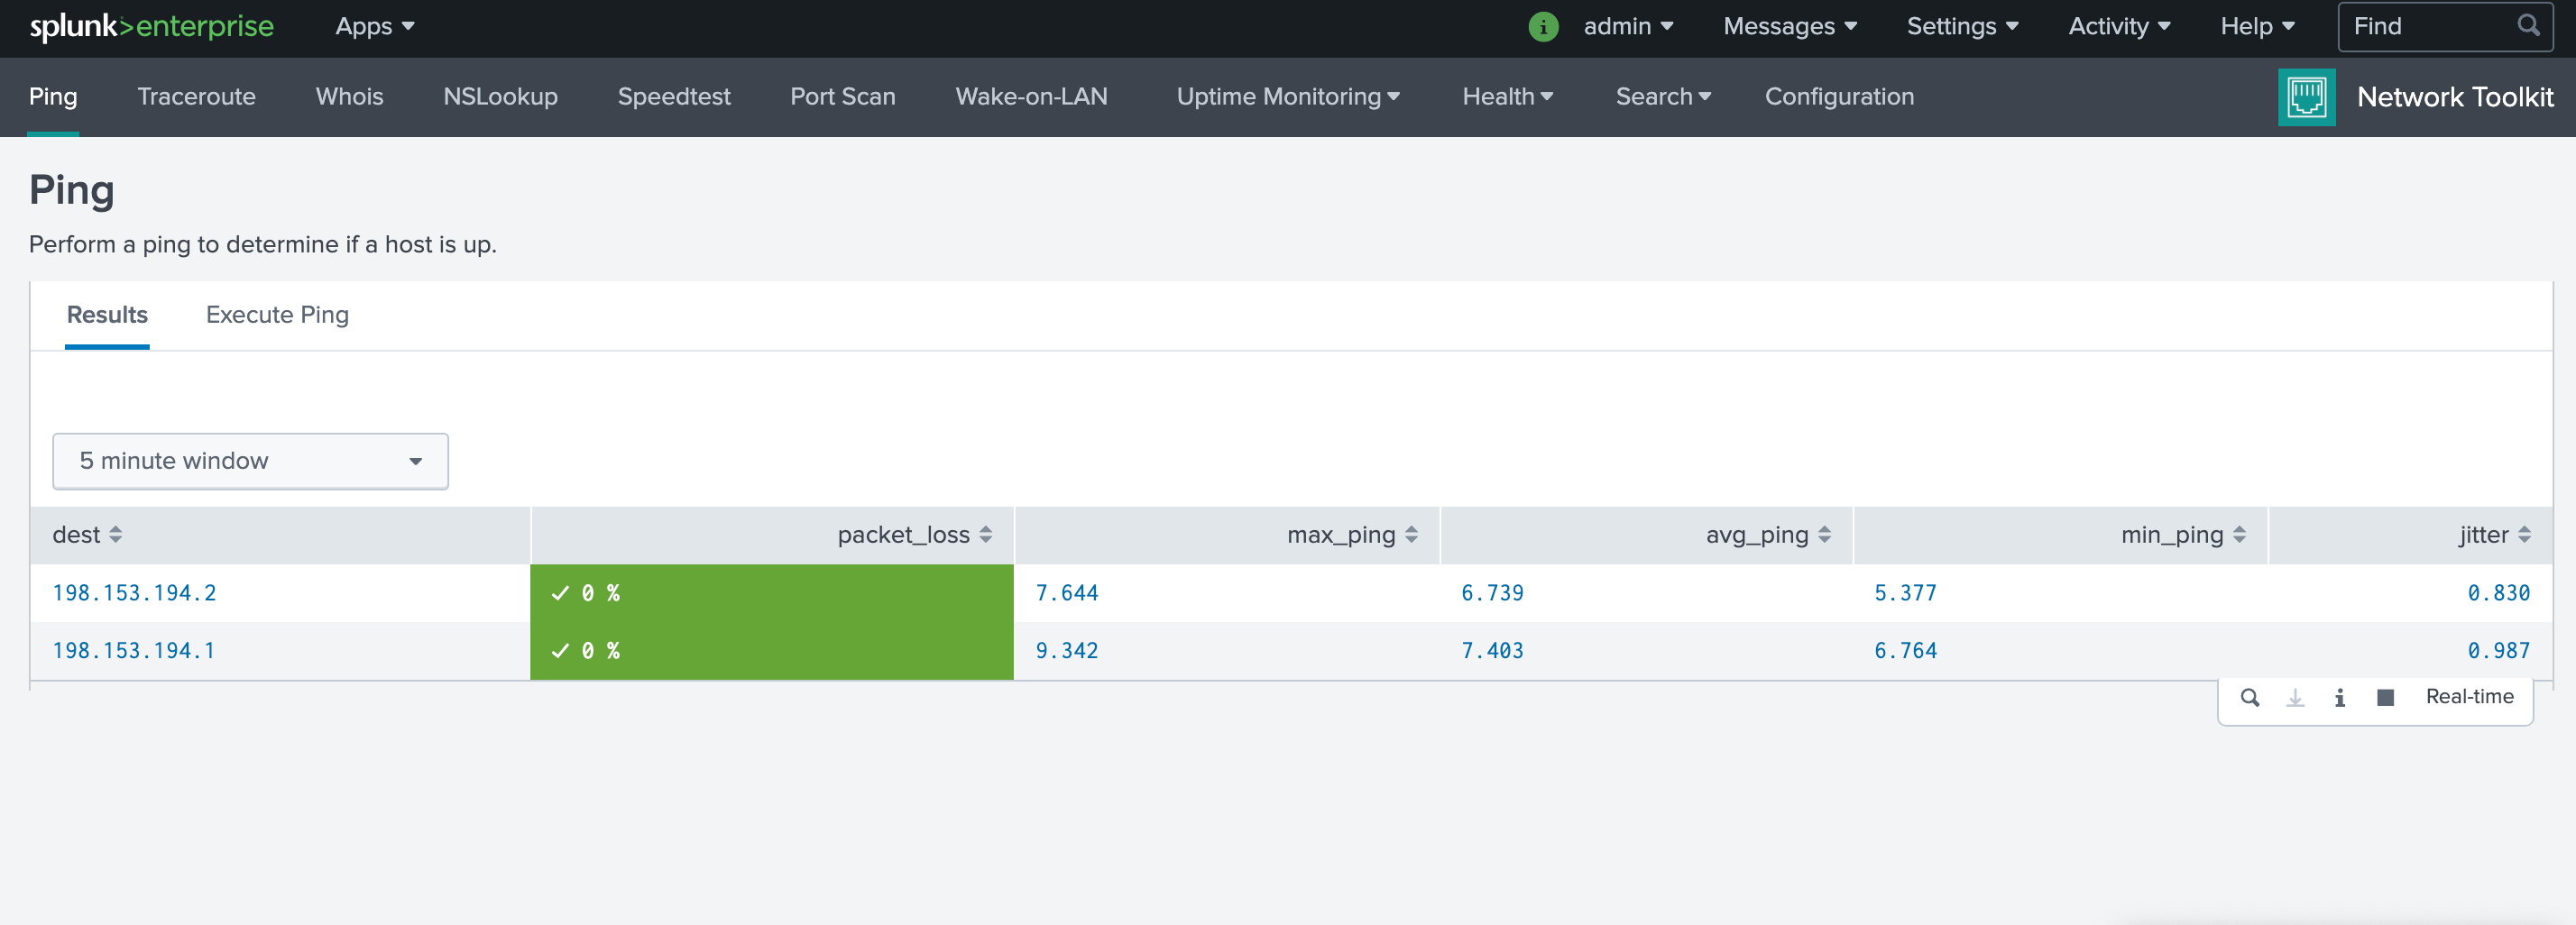 splunk>enterprise Apps admin Messages Settings Activity Help Find
Ping Traceroute Whois NSLookup Speedtest Port Scan Wake-on-LAN Uptime Monitoring Health Search Configuration Network Toolkit
Ping
Perform a ping to determine if a host is up.
Results Execute Ping
5 minute window
dest packet_loss max_ping avg_ping min_ping jitter
198.153.194.2 0 % 7.644 6.739 5.377 0.830
198.153.194.1 0 % 9.342 7.403 6.764 0.987
Real-time